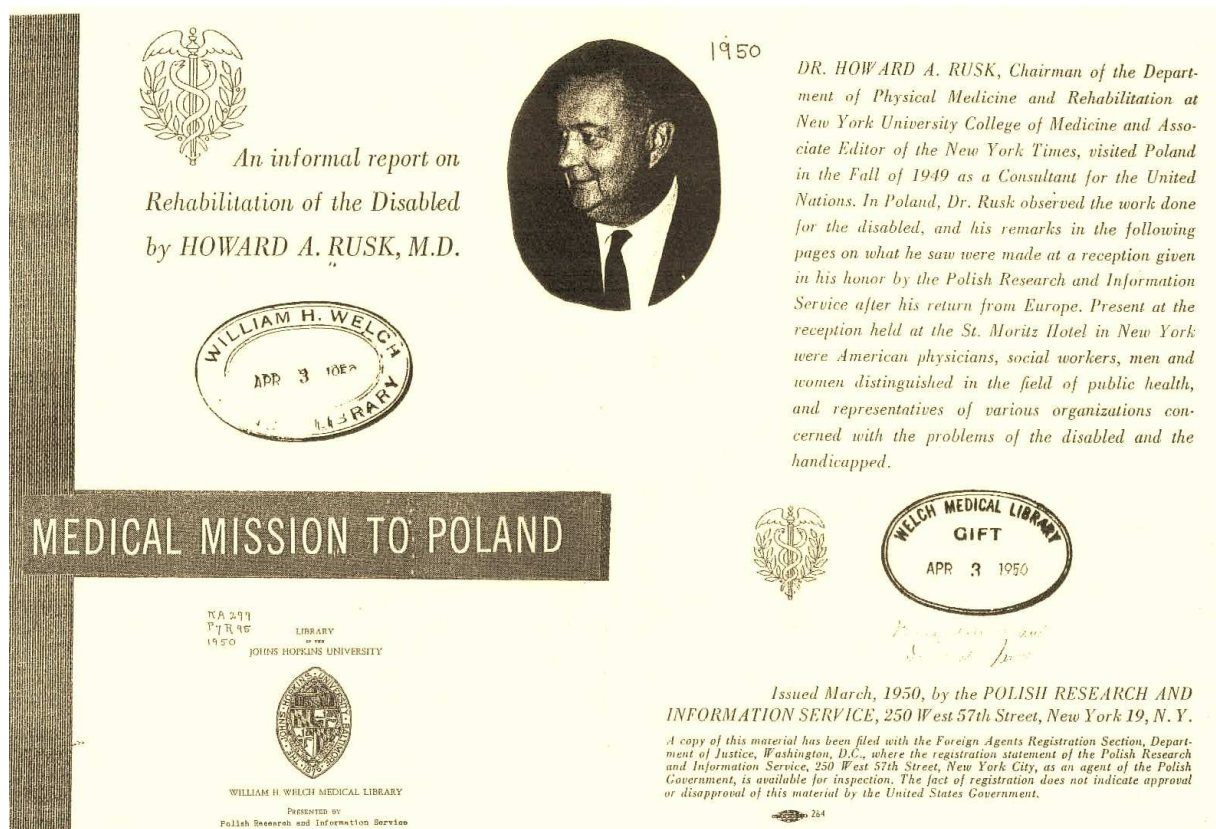 An informal report on
Rehabilitation of the Disabled
by HOWARD A. RUSK, M.D.
WILLIAM H. WELCH
APR 3
LIBRARY
MEDICAL MISSION TO POLAND
1950
LIBRARY
OF THE
JOHNS HOPKINS UNIVERSITY
WILLIAM H. WELCH MEDICAL LIBRARY
PRESENTED BY
Polish Research and Information Service
1950
DR. HOWARD A. RUSK, Chairman of the Depart-
ment of Physical Medicine and Rehabilitation at
New York University College of Medicine and Asso-
ciate Editor of the New York Times, visited Poland
in the Fall of 1949 as a Consultant for the United
Nations. In Poland, Dr. Rusk observed the work done
for the disabled, and his remarks in the following
pages on what he saw were made at a reception given
in his honor by the Polish Research and Information
Service after his return from Europe. Present at the
reception held at the St. Moritz Hotel in New York
were American physicians, social workers, men and
women distinguished in the field of public health,
and representatives of various organizations con-
cerned with the problems of the disabled and the
handicapped.
WELCH MEDICAL LIBRARY
GIFT
APR 3 1950
Issued March, 1950, by the POLISH RESEARCH AND
INFORMATION SERVICE, 250 West 57th Street, New York 19, N. Y.
A copy of this material has been filed with the Foreign Agents Registration Section, Depart-
ment of Justice, Washington, D.C., where the registration statement of the Polish Research
and Information Service, 250 West 57th Street, New York City, as an agent of the Polish
Government, is available for inspection. The fact of registration does not indicate approval
or disapproval of this material by the United States Government.
264